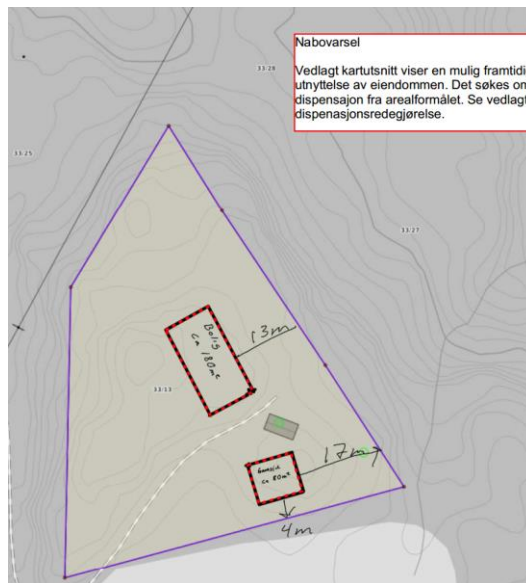 Nabovarsel
Vedlagt kartutsnitt viser en mulig framtidi
utnyttelse av eiendommen. Det søkes om
dispensajon fra arealformålet. Se vedlagt
dispenasjonsredegjørelse.
33/28
33/25
33/27
13m
Bolig
ca 180m²
33/13
17m
Garasje
ca 80m²
4m